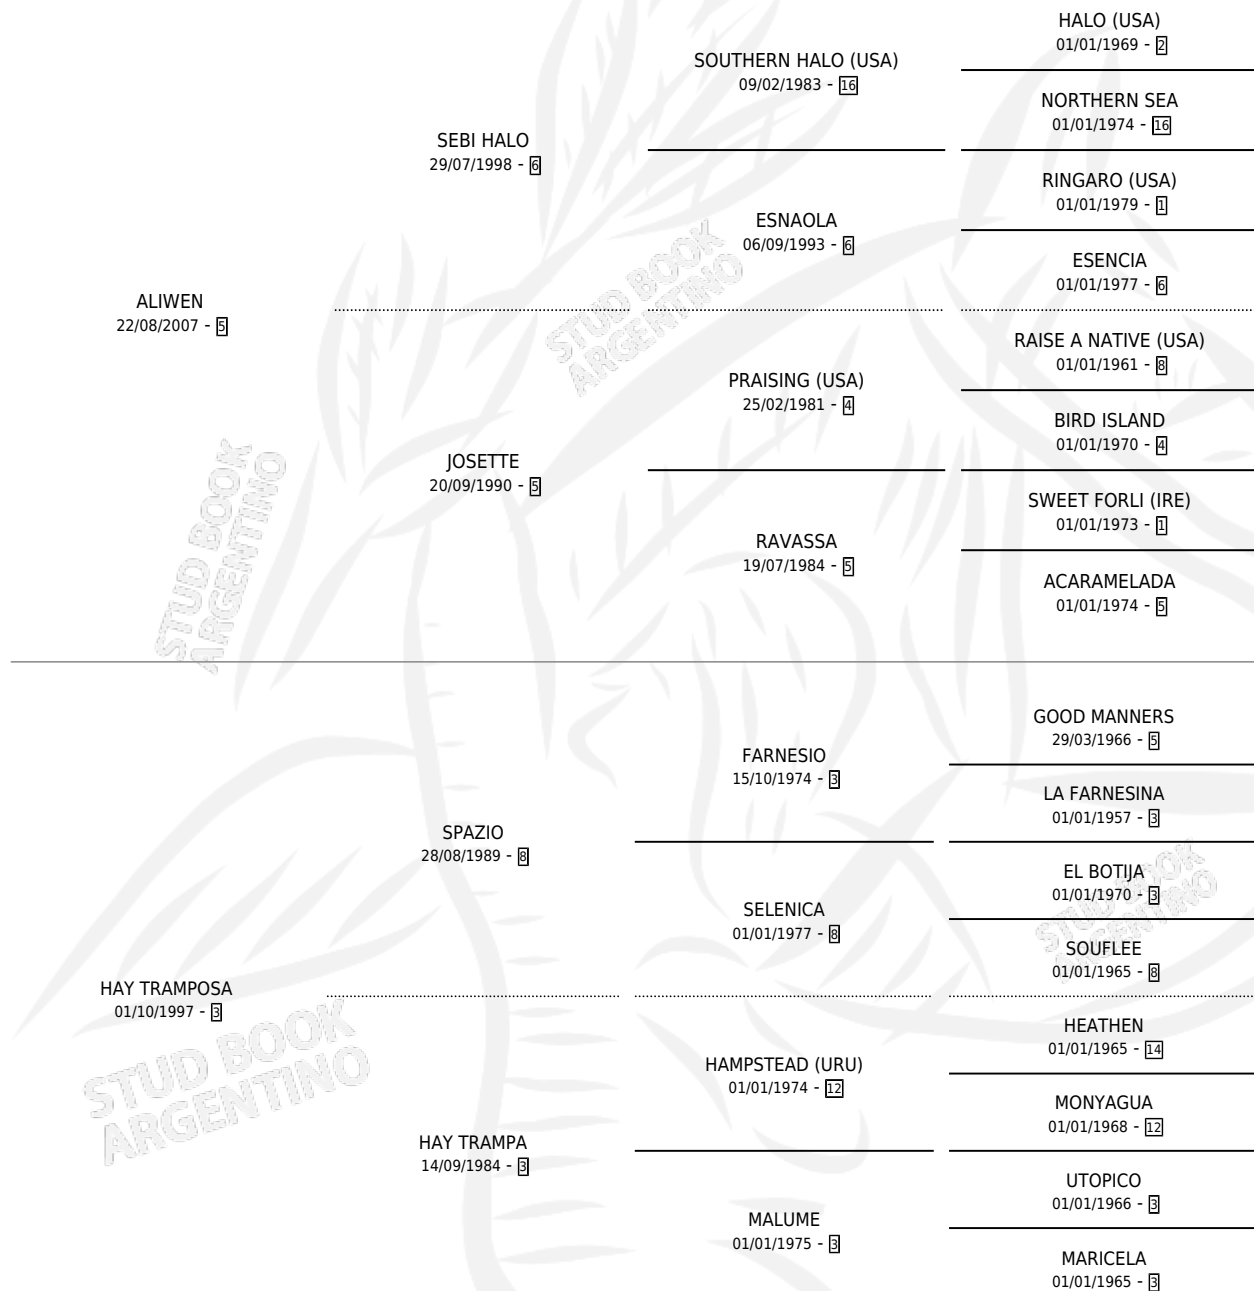 HALO (USA)
01/01/1969 - 2
SOUTHERN HALO (USA)
09/02/1983 - 16
NORTHERN SEA
01/01/1974 - 16
SEBI HALO
29/07/1998 - 6
RINGARO (USA)
01/01/1979 - 1
ESNAOLA
06/09/1993 - 6
ESENCIA
01/01/1977 - 6
ALIWEN
22/08/2007 - 5
RAISE A NATIVE (USA)
01/01/1961 - 8
PRAISING (USA)
25/02/1981 - 4
BIRD ISLAND
01/01/1970 - 4
JOSETTE
20/09/1990 - 5
SWEET FORLI (IRE)
01/01/1973 - 1
RAVASSA
19/07/1984 - 5
ACARAMELADA
01/01/1974 - 5
STUD BOOK
ARGENTINO
STUD BOOK
ARGENTINO
GOOD MANNERS
29/03/1966 - 5
FARNESIO
15/10/1974 - 3
LA FARNESINA
01/01/1957 - 3
SPAZIO
28/08/1989 - 8
EL BOTIJA
01/01/1970 - 3
SELENICA
01/01/1977 - 8
SOUFLEE
01/01/1965 - 8
STUD BOOK
ARGENTINO
HAY TRAMPOSA
01/10/1997 - 3
HEATHEN
01/01/1965 - 14
HAMPSTEAD (URU)
01/01/1974 - 12
MONYAGUA
01/01/1968 - 12
STUD BOOK
ARGENTINO
HAY TRAMPA
14/09/1984 - 3
UTOPICO
01/01/1966 - 3
MALUME
01/01/1975 - 3
MARICELA
01/01/1965 - 3